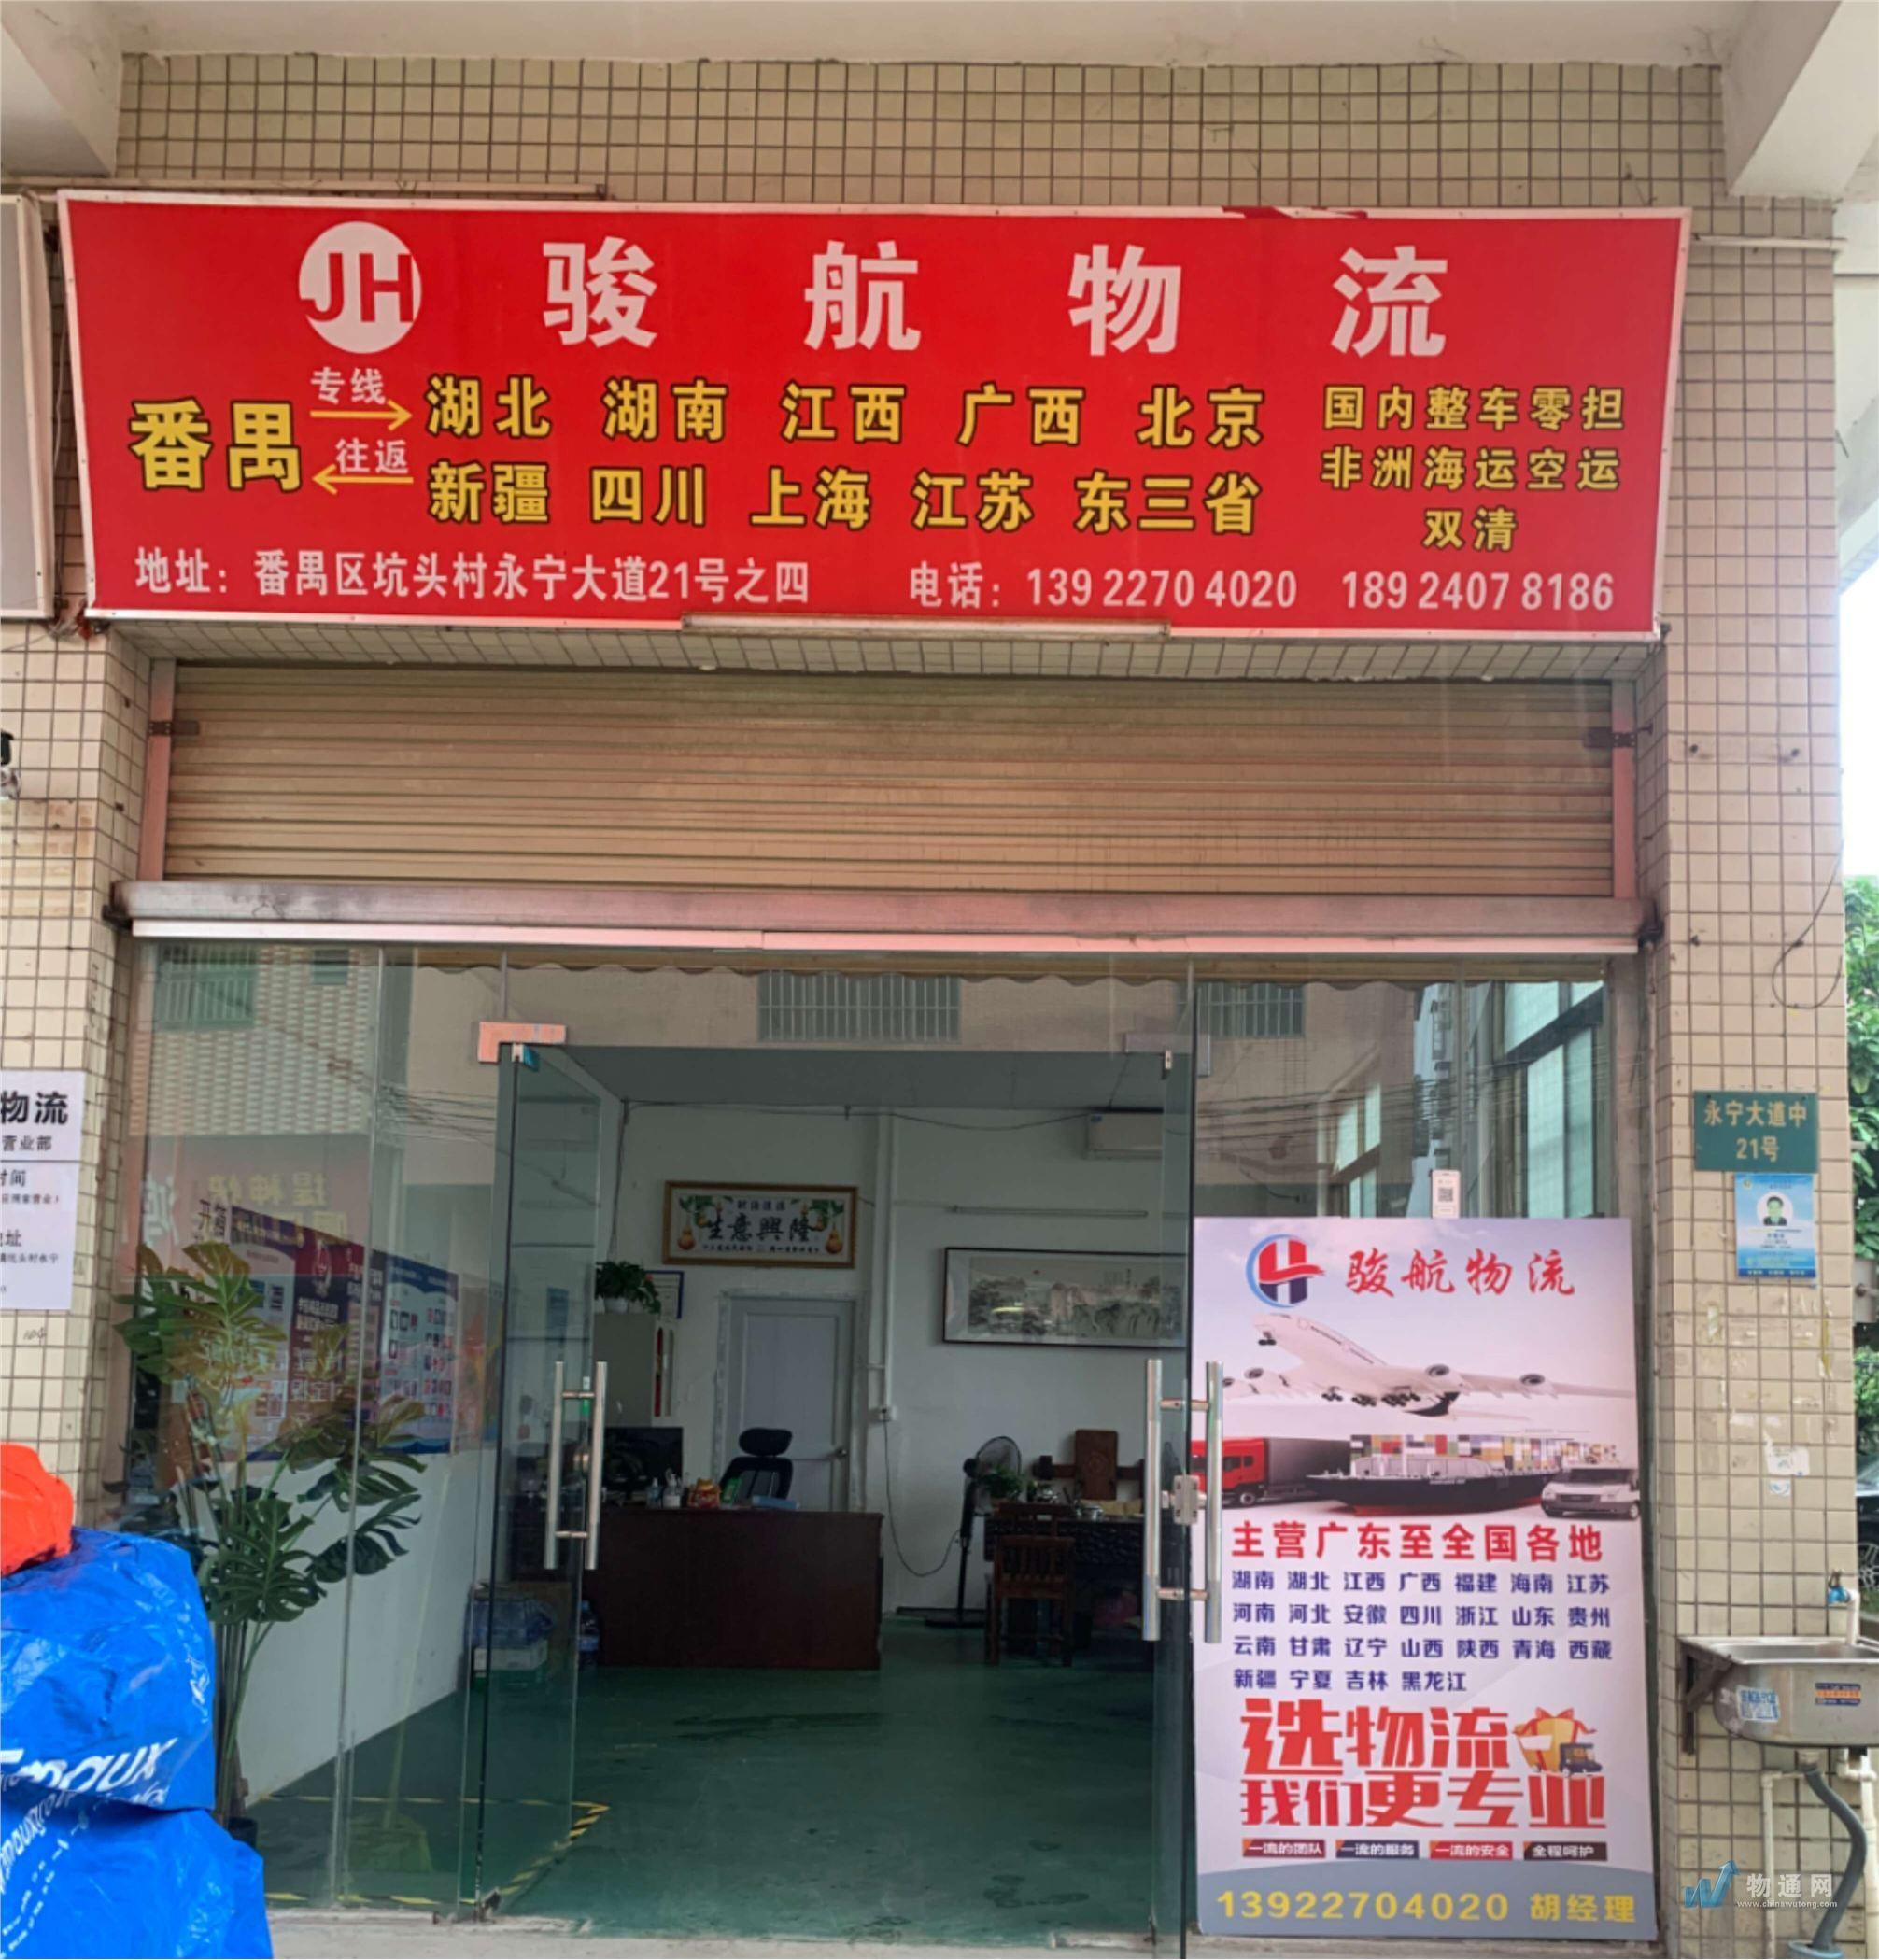 JH 骏航物流
番禺 专线 湖北 湖南 江西 广西 北京 国内整车零担
往返 新疆 四川 上海 江苏 东三省 非洲海运空运
双清
地址：番禺区坑头村永宁大道21号之四 电话：139 2270 4020 189 2407 8186
物流
营业部
时间
址
永宁大道中
21号
生意興隆
骏航物流
主营广东至全国各地
湖南 湖北 江西 广西 福建 海南 江苏
河南 河北 安徽 四川 浙江 山东 贵州
云南 甘肃 辽宁 山西 陕西 青海 西藏
新疆 宁夏 吉林 黑龙江
选物流
我们更专业
一流的团队 一流的服务 一流的安全 全程呵护
13922704020 胡经理
物通网
www.chinawutong.com